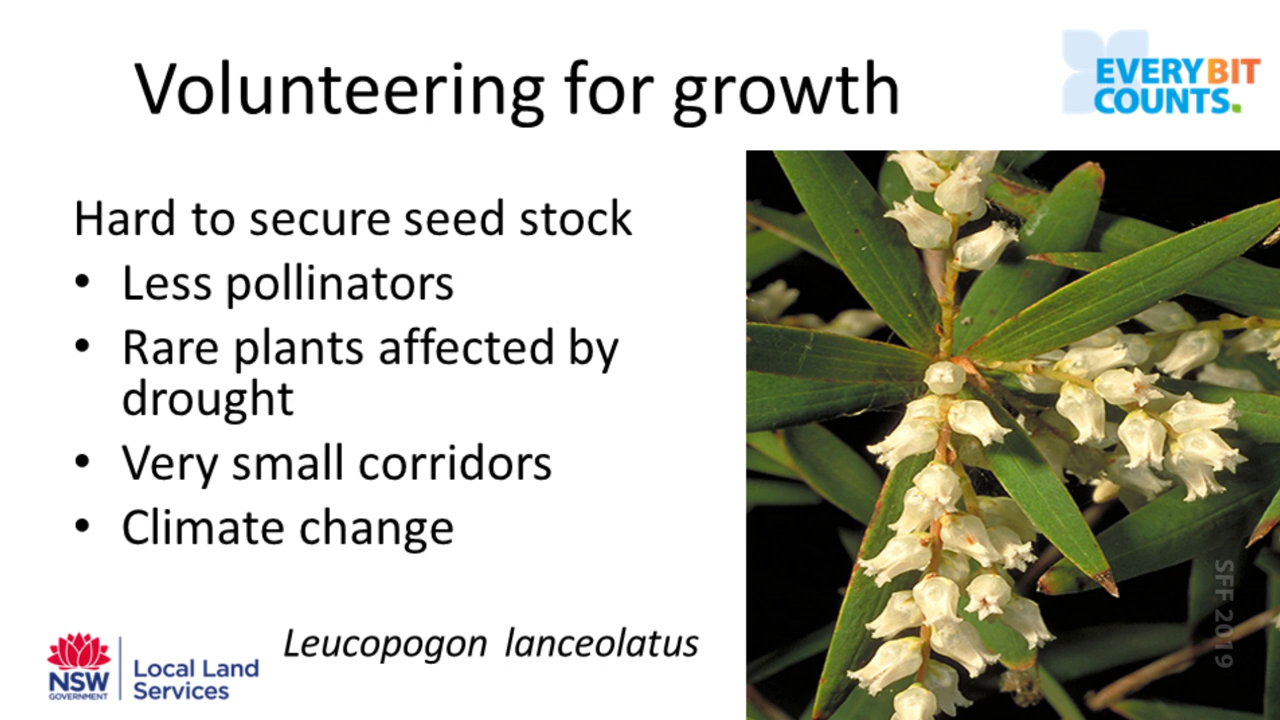 Volunteering for growth
EVERY BIT
COUNTS.
Hard to secure seed stock
• Less pollinators
• Rare plants affected by
drought
• Very small corridors
• Climate change
Leucopogon lanceolatus
NSW
GOVERNMENT
Local Land
Services
SFF 2019